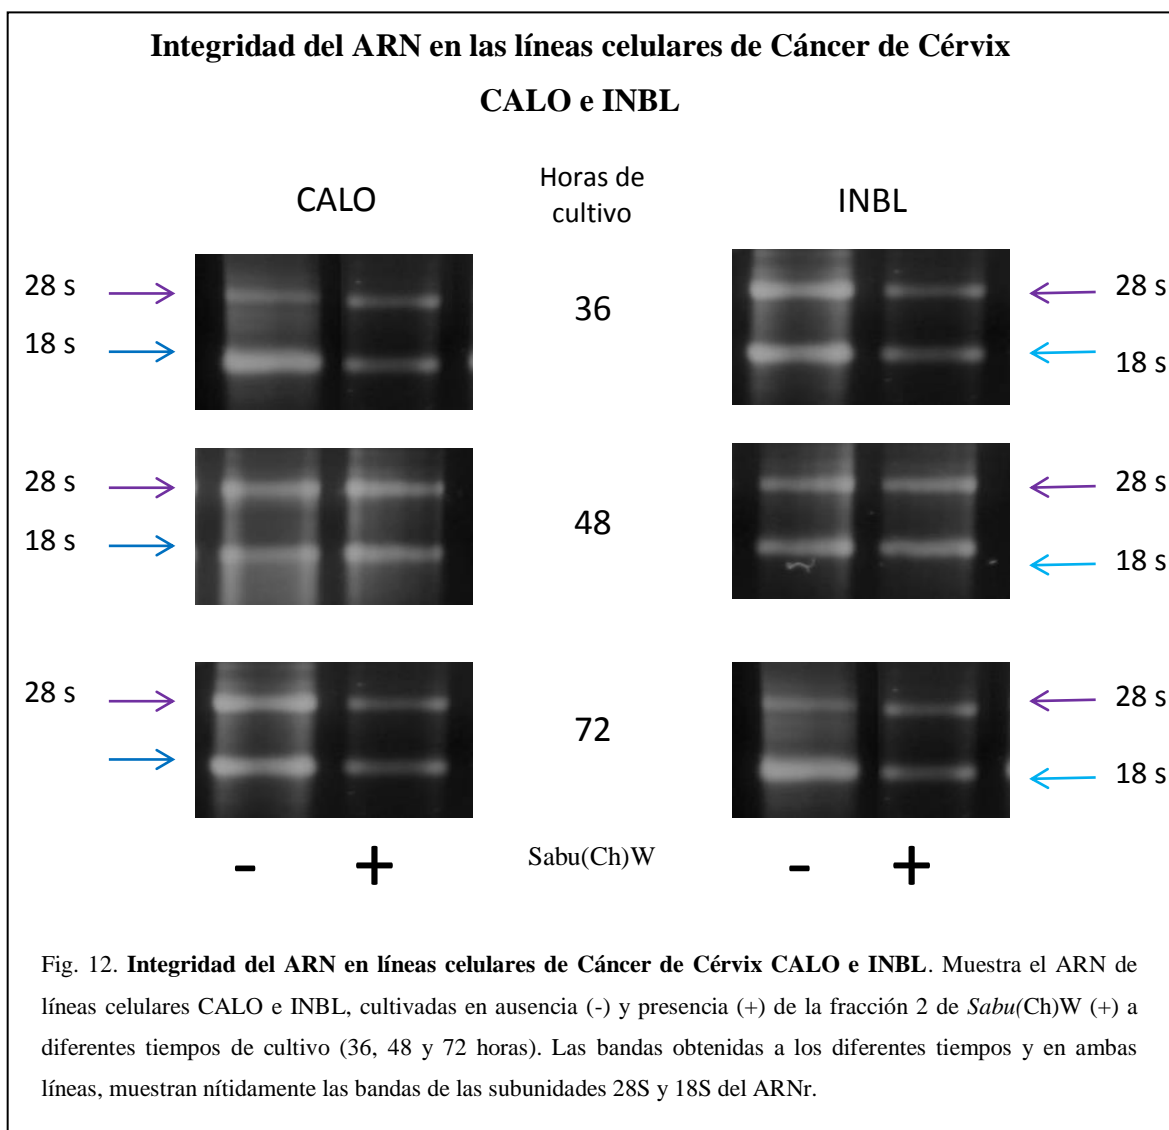 Integridad del ARN en las líneas celulares de Cáncer de Cérvix
CALO e INBL
CALO
Horas de
cultivo
INBL
28 s
18 s
36
28 s
18 s
28 s
18 s
48
28 s
18 s
28 s
72
28 s
18 s
- +
Sabu(Ch)W
- +
Fig. 12. Integridad del ARN en líneas celulares de Cáncer de Cérvix CALO e INBL. Muestra el ARN de
líneas celulares CALO e INBL, cultivadas en ausencia (-) y presencia (+) de la fracción 2 de Sabu(Ch)W (+) a
diferentes tiempos de cultivo (36, 48 y 72 horas). Las bandas obtenidas a los diferentes tiempos y en ambas
líneas, muestran nítidamente las bandas de las subunidades 28S y 18S del ARNr.